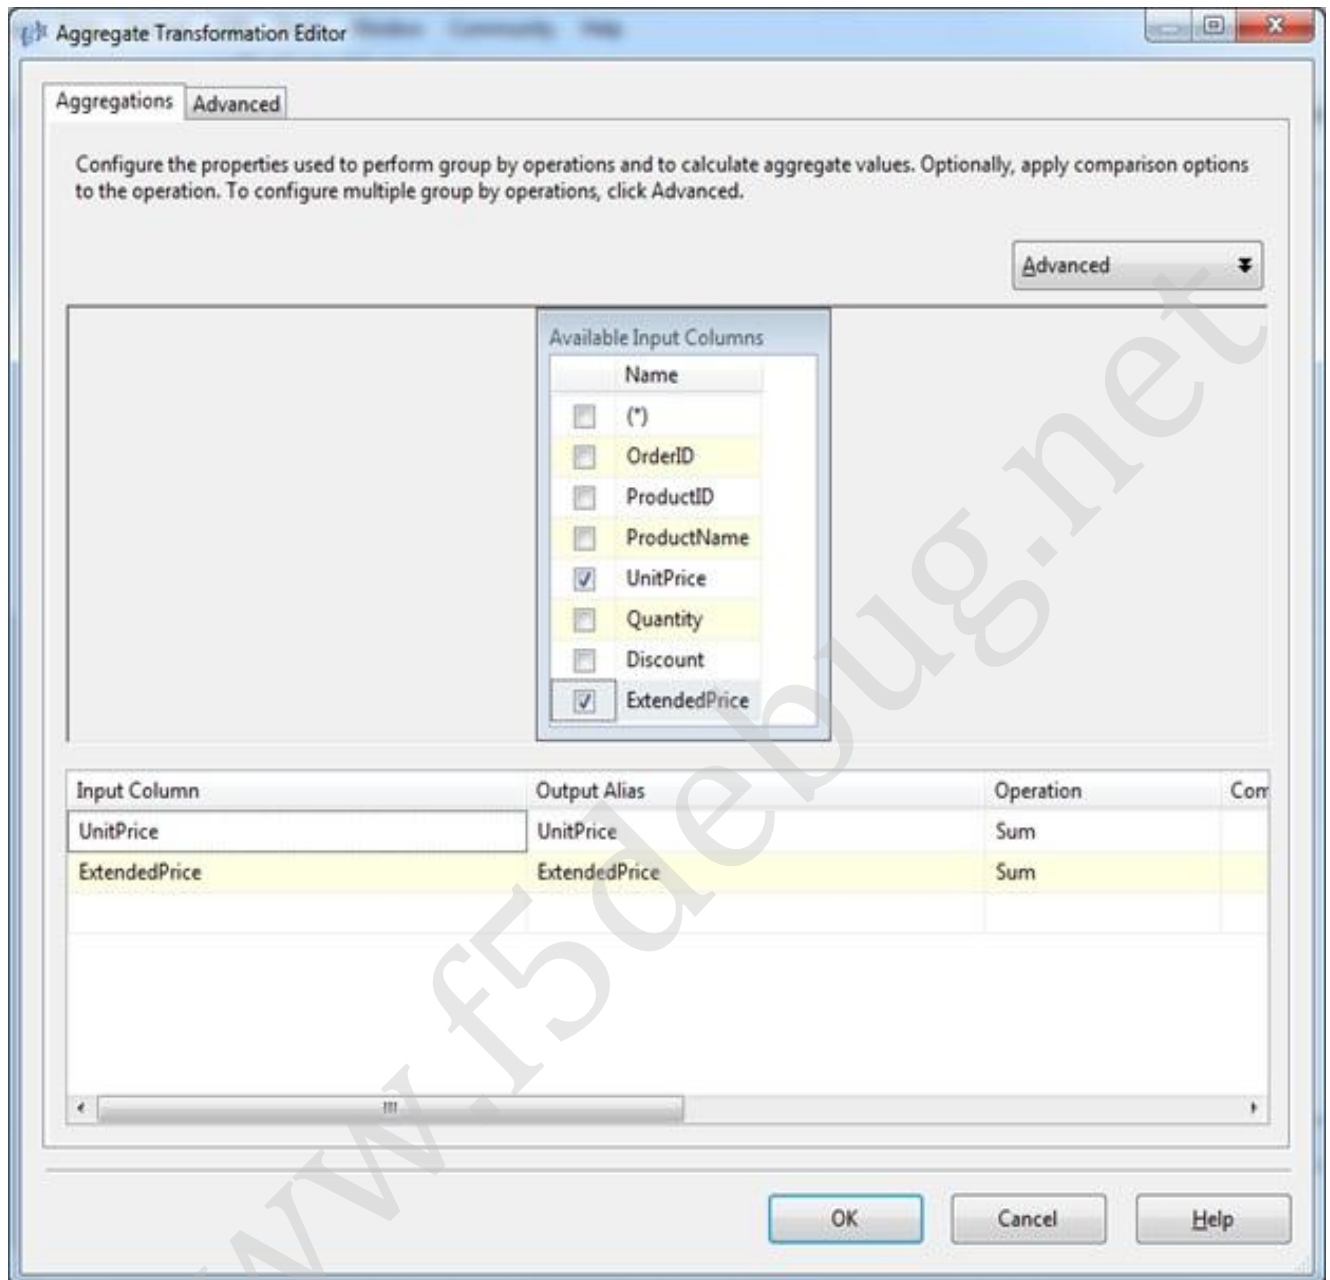 Aggregate Transformation Editor
Aggregations
Advanced
Configure the properties used to perform group by operations and to calculate aggregate values. Optionally, apply comparison options
to the operation. To configure multiple group by operations, click Advanced.
Advanced
Available Input Columns
Name
(*)
OrderID
ProductID
ProductName
UnitPrice
Quantity
Discount
ExtendedPrice
Input Column Output Alias Operation Com
UnitPrice UnitPrice Sum
ExtendedPrice ExtendedPrice Sum
OK Cancel Help
ww.f5debug.net